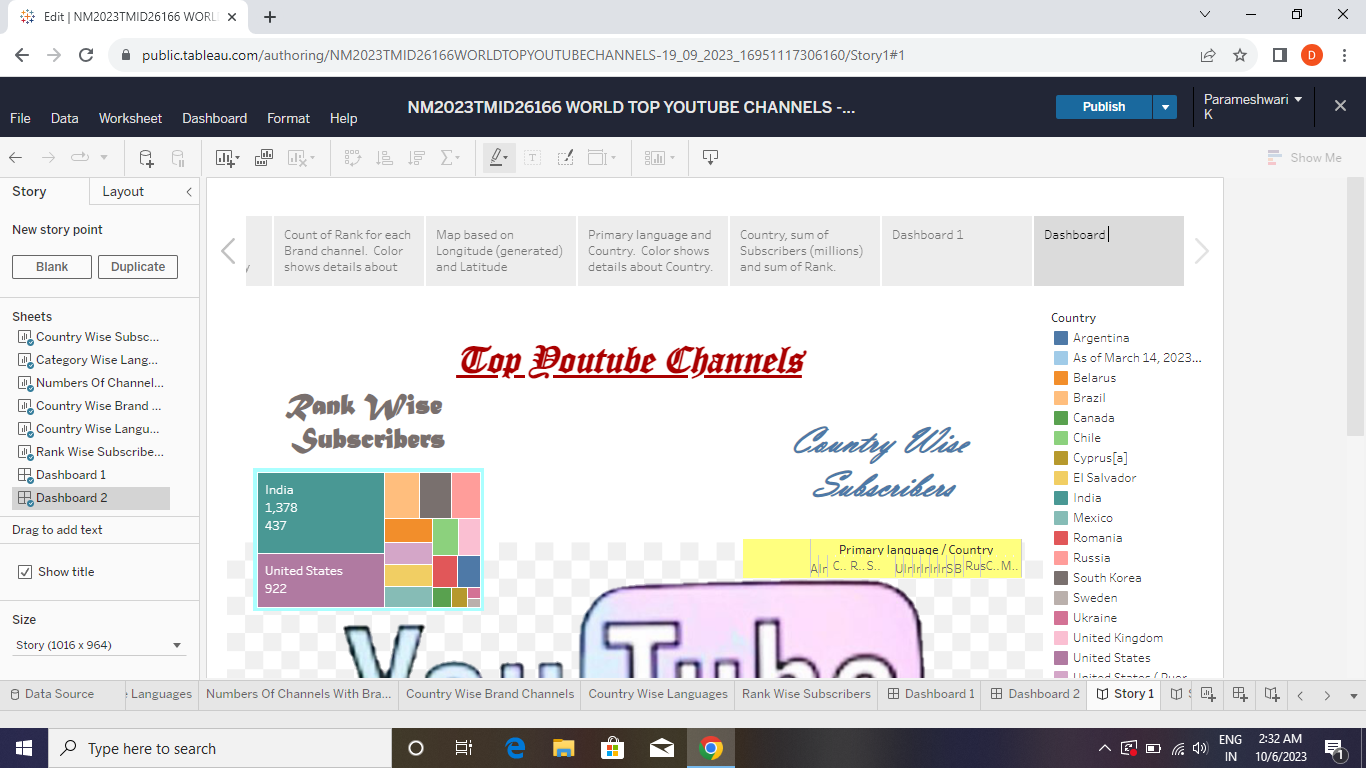 Edit | NM2023TMID26166 WORL
public.tableau.com/authoring/NM2023TMID26166WORLDTOPYOUTUBECHANNELS-19_09_2023_16951117306160/Story1#1
D
NM2023TMID26166 WORLD TOP YOUTUBE CHANNELS -...
Publish
Parameshwari
K
File Data Worksheet Dashboard Format Help
Show Me
Story Layout
New story point
Blank Duplicate
Sheets
Country Wise Subsc...
Category Wise Lang...
Numbers Of Channel...
Country Wise Brand ...
Country Wise Langu...
Rank Wise Subscribe...
Dashboard 1
Dashboard 2
Drag to add text
Show title
Size
Story (1016 x 964)
y
Count of Rank for each
Brand channel. Color
shows details about
Map based on
Longitude (generated)
and Latitude
Primary language and
Country. Color shows
details about Country.
Country, sum of
Subscribers (millions)
and sum of Rank.
Dashboard 1
Dashboard
Top Youtube Channels
Rank Wise
Subscribers
Country Wise
Subscribers
India
1,378
437
United States
922
Primary language / Country
C.. R.. S..
Rus C.. M..
You Tube
Country
Argentina
As of March 14, 2023...
Belarus
Brazil
Canada
Chile
Cyprus[a]
El Salvador
India
Mexico
Romania
Russia
South Korea
Sweden
Ukraine
United Kingdom
United States
Data Source
e Languages
Numbers Of Channels With Bra...
Country Wise Brand Channels
Country Wise Languages
Rank Wise Subscribers
Dashboard 1
Dashboard 2
Story 1
Type here to search
ENG
IN
2:32 AM
10/6/2023
1